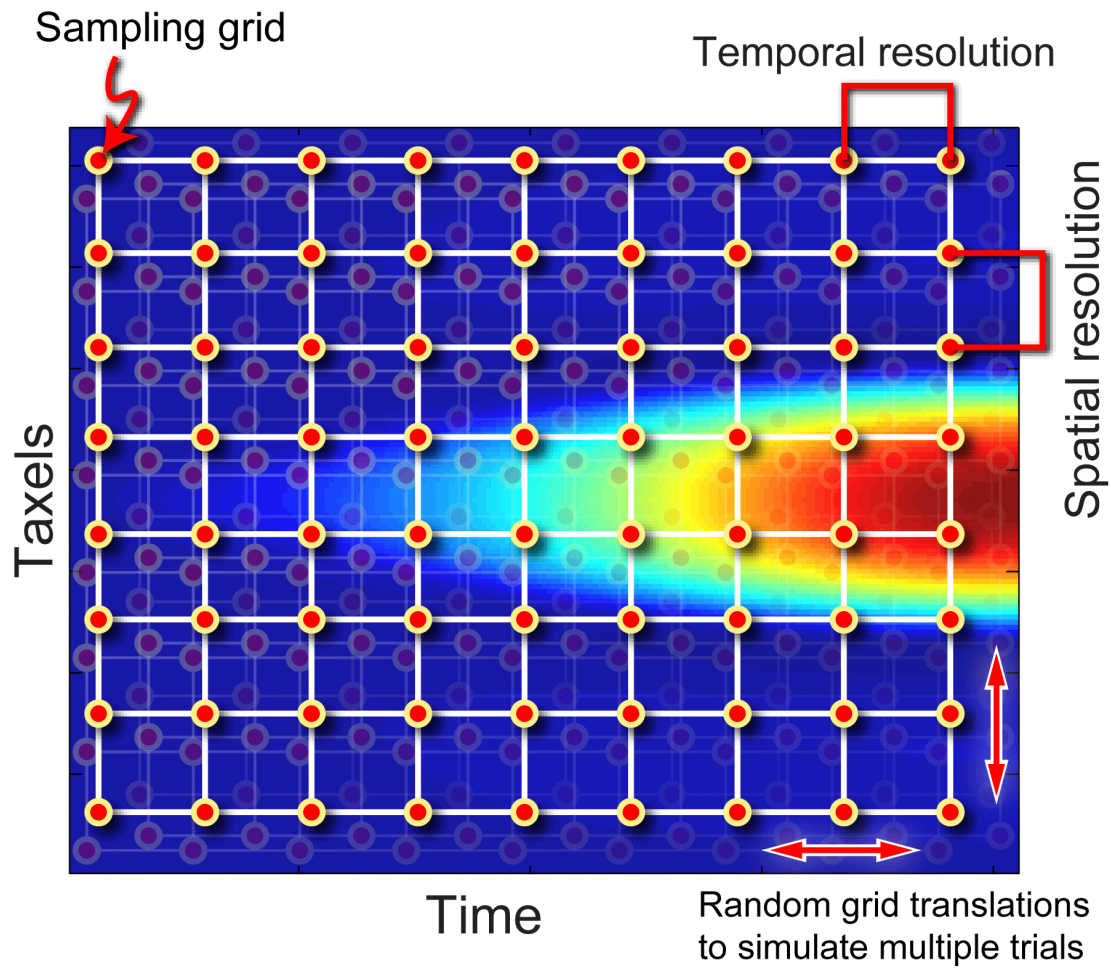 Sampling grid
Temporal resolution
Spatial resolution
Taxels
Time
Random grid translations
to simulate multiple trials